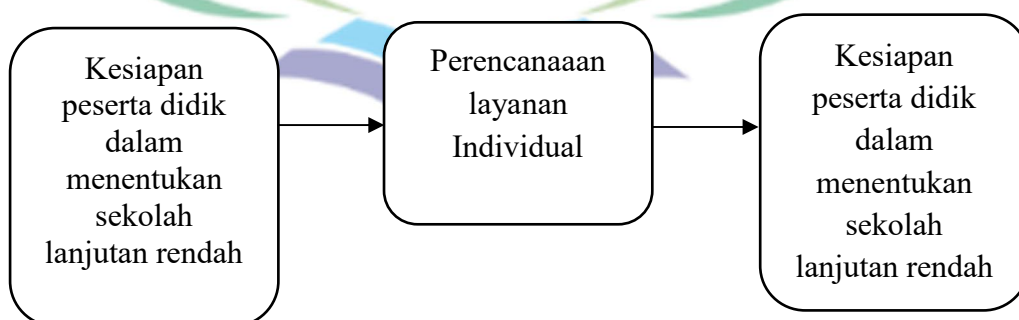 Kesiapan
peserta didik
dalam
menentukan
sekolah
lanjutan rendah
Perencanaaan
layanan
Individual
Kesiapan
peserta didik
dalam
menentukan
sekolah
lanjutan rendah